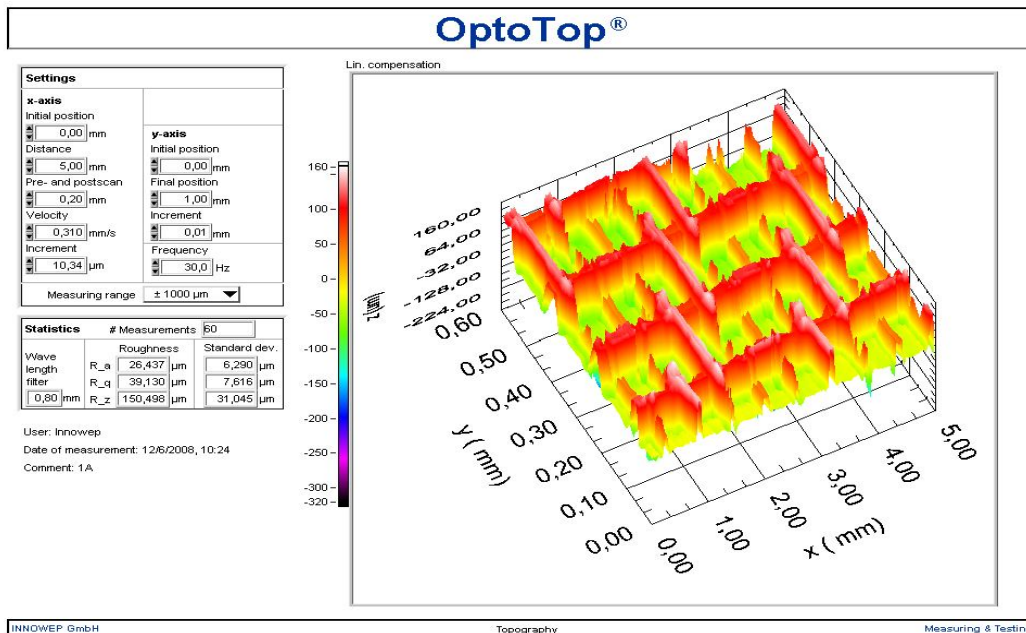 OptoTop®
Lin. compensation
Settings
x-axis
Initial position
0,00 mm
Distance
5,00 mm
Pre- and postscan
0,20 mm
Velocity
0,310 mm/s
Increment
10,34 µm
y-axis
Initial position
0,00 mm
Final position
1,00 mm
Increment
0,01 mm
Frequency
30,0 Hz
Measuring range ± 1000 µm
Statistics # Measurements 60
Roughness Standard dev.
Wave
length
filter
0,80 mm
R_a 26,437 µm 6,290 µm
R_q 39,130 µm 7,616 µm
R_z 150,498 µm 31,045 µm
User: Innowep
Date of measurement: 12/6/2008, 10:24
Comment: 1A
160
100
50
0
-50
-100
-150
-200
-250
-300
-320
160,00
64,00
-32,00
-128,00
-224,00
0,60
0,50
0,40
0,30
0,20
0,10
0,00
y ( mm)
0,00
1,00
2,00
3,00
4,00
5,00
x ( mm)
INNOWEP GmbH
Topography
Measuring & Testin